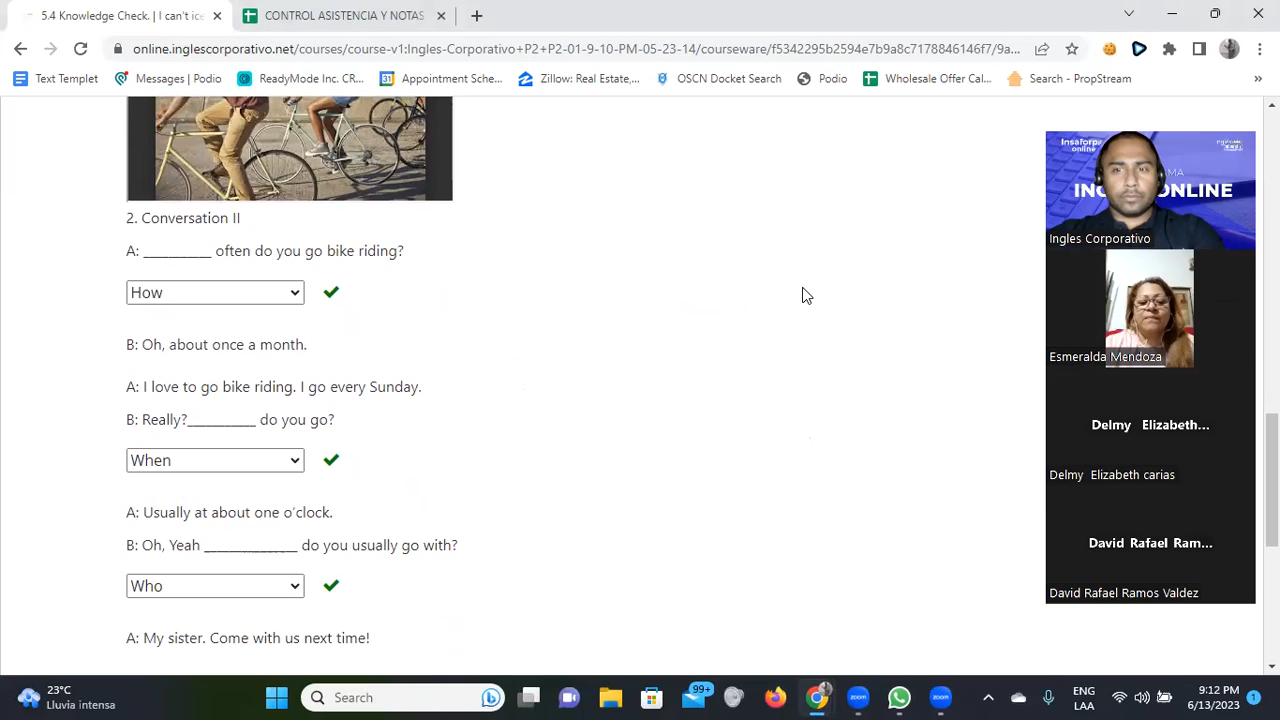 5.4 Knowledge Check. | I can't ice
CONTROL ASISTENCIA Y NOTAS
online.inglescorporativo.net/courses/course-v1:Ingles-Corporativo+P2+P2-01-9-10-PM-05-23-14/courseware/f5342295b2594e7b9a8c7178846146f7/9a...
Text Templet
Messages | Podio
ReadyMode Inc. CR...
Appointment Sche...
Zillow: Real Estate,...
OSCN Docket Search
Podio
Wholesale Offer Cal...
Search - PropStream
»
2. Conversation II
A: ___________ often do you go bike riding?
How
B: Oh, about once a month.
A: I love to go bike riding. I go every Sunday.
B: Really?___________ do you go?
When
A: Usually at about one o´clock.
B: Oh, Yeah _______________ do you usually go with?
Who
A: My sister. Come with us next time!
Ingles Corporativo
Esmeralda Mendoza
Delmy Elizabeth...
Delmy Elizabeth carias
David Rafael Ram...
David Rafael Ramos Valdez
23°C
Lluvia intensa
Search
99+
ENG
LAA
9:12 PM
6/13/2023
1